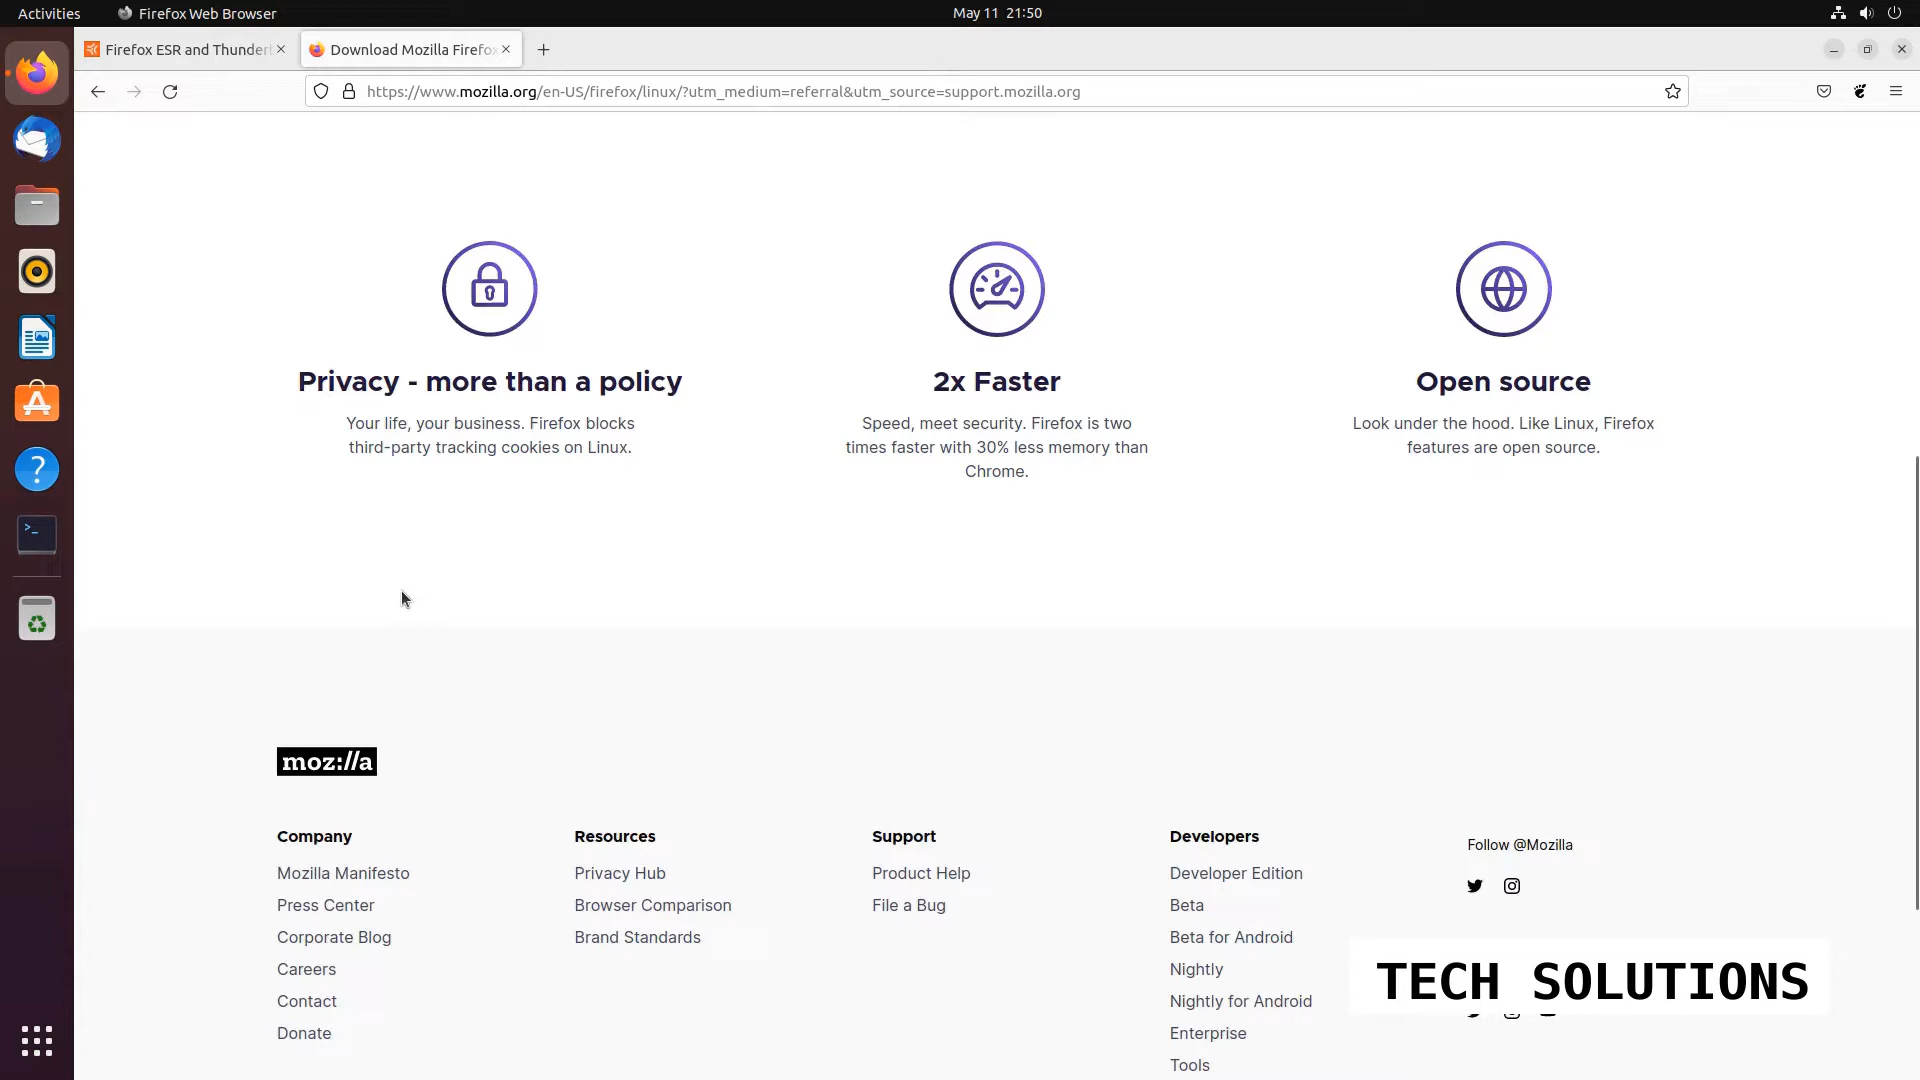 Activities
Firefox Web Browser
May 11 21:50
Firefox ESR and Thunder
Download Mozilla Firefo
https://www.mozilla.org/en-US/firefox/linux/?utm_medium=referral&utm_source=support.mozilla.org
Privacy - more than a policy
Your life, your business. Firefox blocks
third-party tracking cookies on Linux.
2x Faster
Speed, meet security. Firefox is two
times faster with 30% less memory than
Chrome.
Open source
Look under the hood. Like Linux, Firefox
features are open source.
moz://a
Company
Mozilla Manifesto
Press Center
Corporate Blog
Careers
Contact
Donate
Resources
Privacy Hub
Browser Comparison
Brand Standards
Support
Product Help
File a Bug
Developers
Developer Edition
Beta
Beta for Android
Nightly
Nightly for Android
Enterprise
Tools
Follow @Mozilla
TECH SOLUTIONS